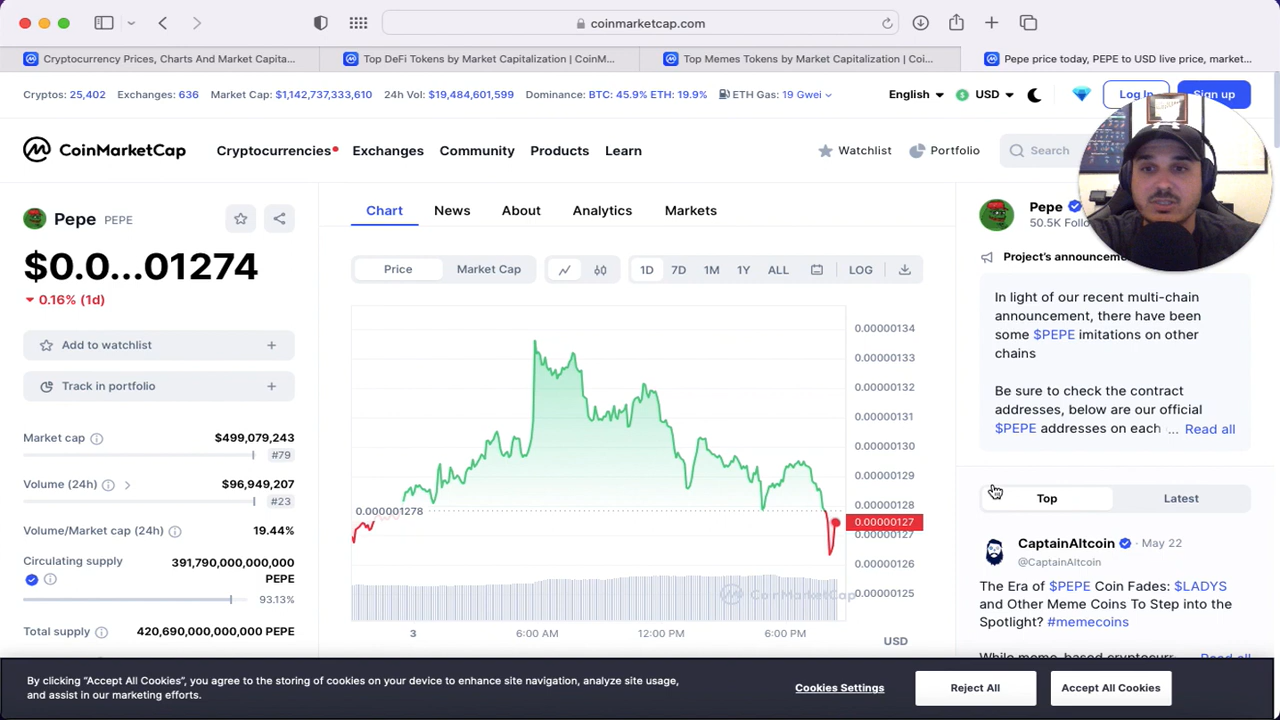 coinmarketcap.com
Cryptocurrency Prices, Charts And Market Capita...
Top DeFi Tokens by Market Capitalization | CoinM...
Top Memes Tokens by Market Capitalization | Coi...
Pepe price today, PEPE to USD live price, market...
Cryptos: 25,402 Exchanges: 636 Market Cap: $1,142,737,333,610 24h Vol: $19,484,601,599 Dominance: BTC: 45.9% ETH: 19.9% ETH Gas: 19 Gwei
English USD Log In Sign up
CoinMarketCap
Cryptocurrencies Exchanges Community Products Learn
Watchlist Portfolio Search
Pepe PEPE
$0.0...01274
0.16% (1d)
Add to watchlist +
Track in portfolio +
Market cap $499,079,243
#79
Volume (24h) $96,949,207
#23
Volume/Market cap (24h) 19.44%
Circulating supply 391,790,000,000,000
PEPE
93.13%
Total supply 420,690,000,000,000 PEPE
Chart News About Analytics Markets
Price Market Cap 1D 7D 1M 1Y ALL LOG
0.00000134
0.00000133
0.00000132
0.00000131
0.00000130
0.00000129
0.00000128
0.000001278
0.00000127
0.00000127
0.00000126
0.00000125
CoinMarketCap
3 6:00 AM 12:00 PM 6:00 PM
USD
Pepe
50.5K
Project's
In light of our recent multi-chain
announcement, there have been
some $PEPE imitations on other
chains
Be sure to check the contract
addresses, below are our official
$PEPE addresses on each ... Read all
Top Latest
CaptainAltcoin · May 22
@CaptainAltcoin
The Era of $PEPE Coin Fades: $LADYS
and Other Meme Coins To Step into the
Spotlight? #memecoins
By clicking "Accept All Cookies", you agree to the storing of cookies on your device to enhance site navigation, analyze site usage,
and assist in our marketing efforts.
Cookies Settings Reject All Accept All Cookies